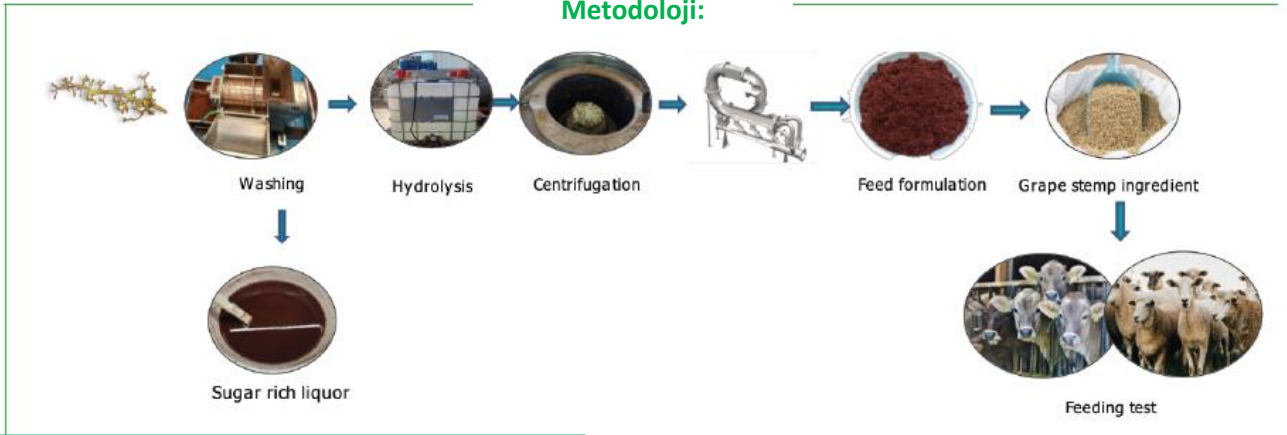 Metodoloji:
Washing
Hydrolysis
Centrifugation
Feed formulation
Grape stemp ingredient
Sugar rich liquor
Feeding test